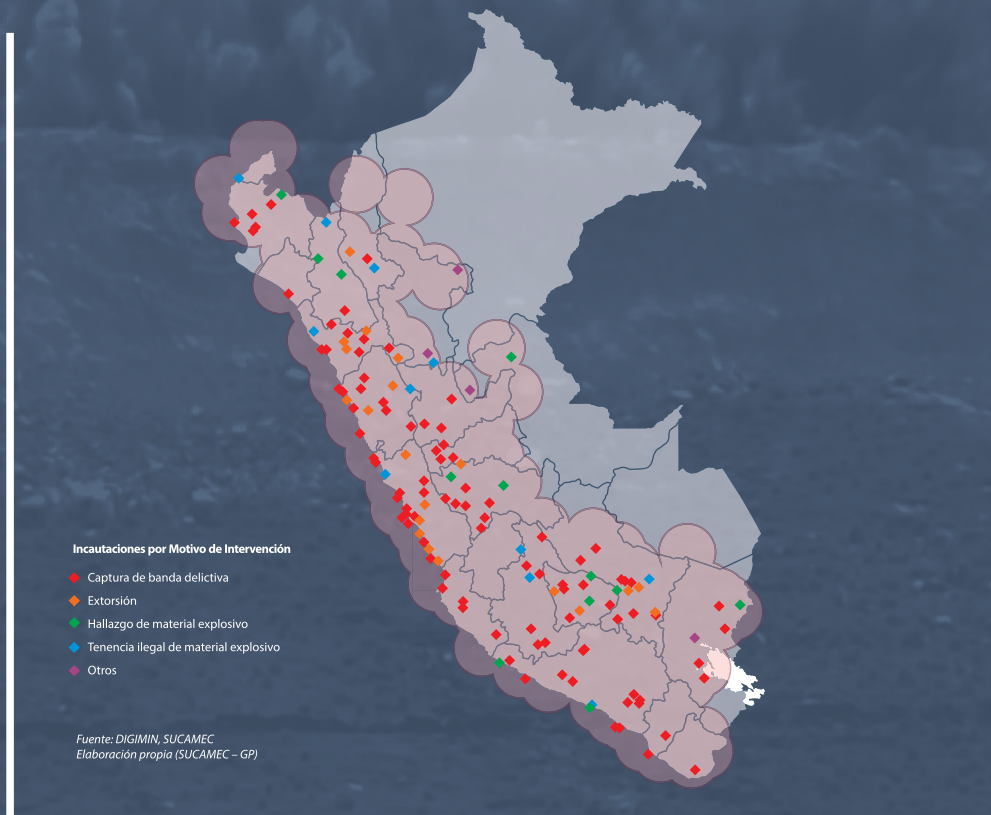 Incautaciones por Motivo de Intervención
Captura de banda delictiva
Extorsión
Hallazgo de material explosivo
Tenencia ilegal de material explosivo
Otros
Fuente: DIGIMIN, SUCAMEC
Elaboración propia (SUCAMEC – GP)